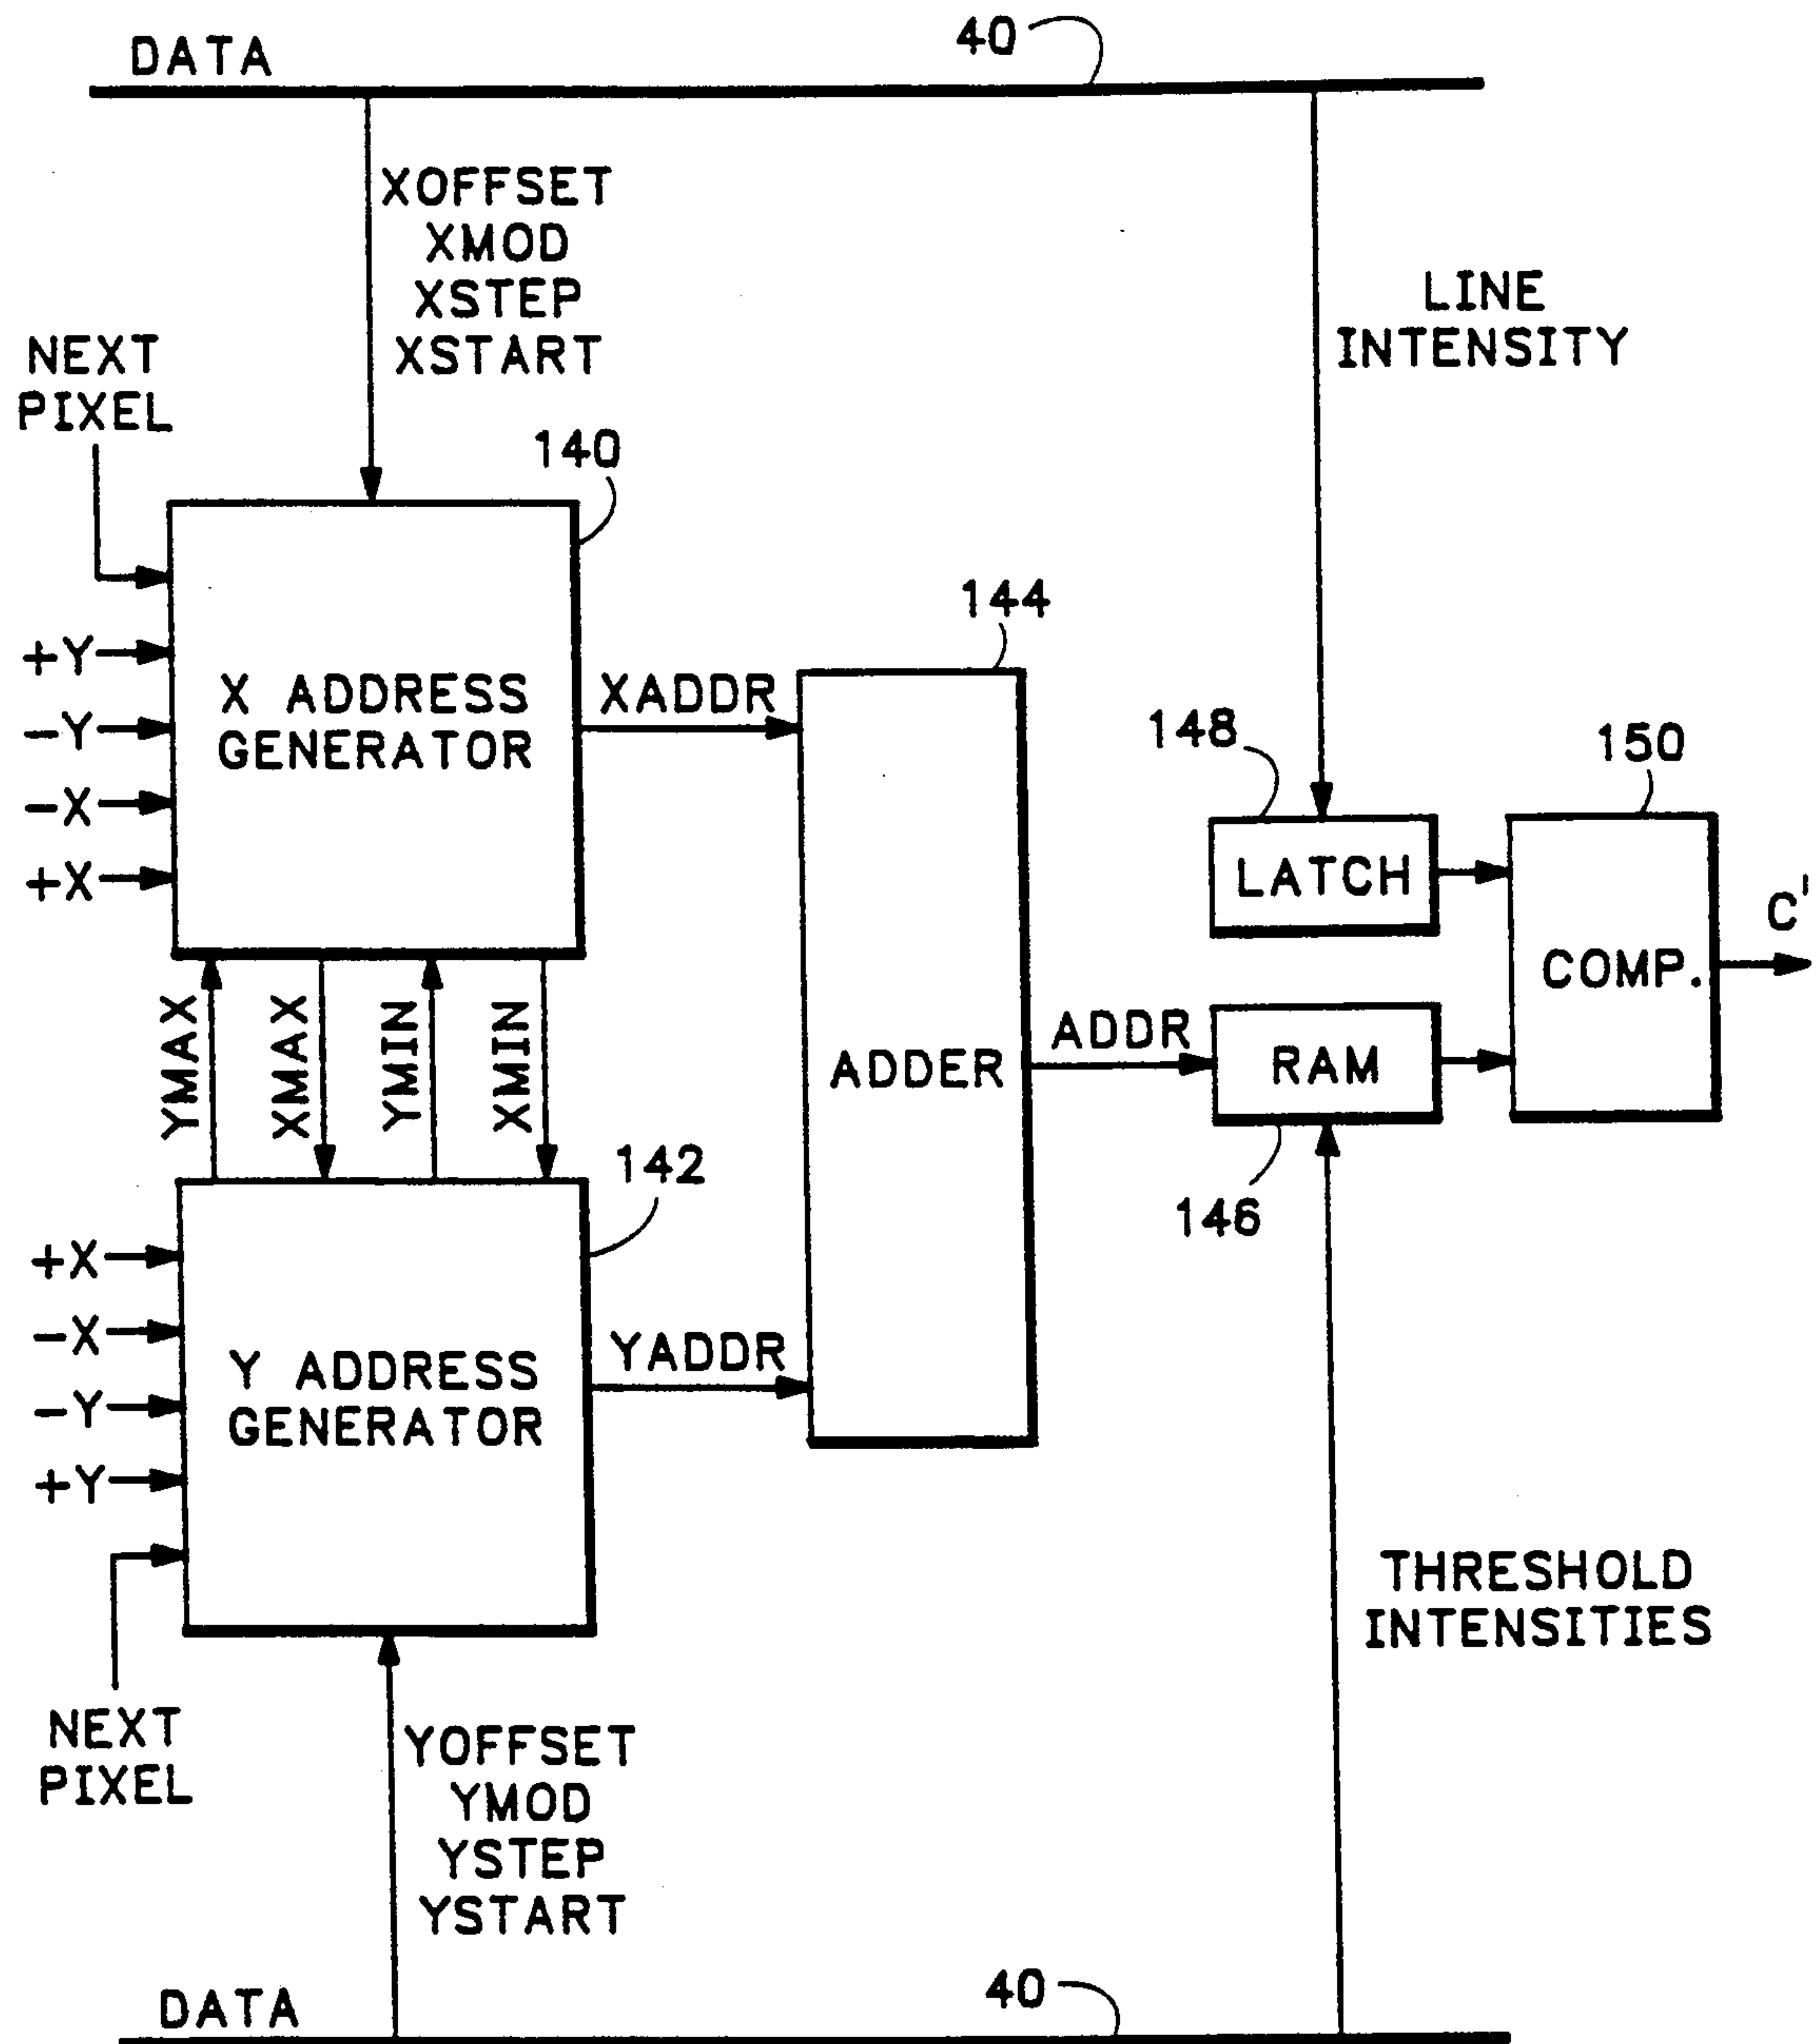 DATA
40
XOFFSET
XMOD
XSTEP
XSTART
LINE
INTENSITY
NEXT
PIXEL
140
+Y
-Y
-X
+X
X ADDRESS
GENERATOR
XADDR
144
148
150
LATCH
COMP.
C'
YMAX
XMAX
YMIN
XMIN
ADDER
ADDR
RAM
146
142
+X
-X
-Y
+Y
Y ADDRESS
GENERATOR
YADDR
THRESHOLD
INTENSITIES
NEXT
PIXEL
YOFFSET
YMOD
YSTEP
YSTART
DATA
40